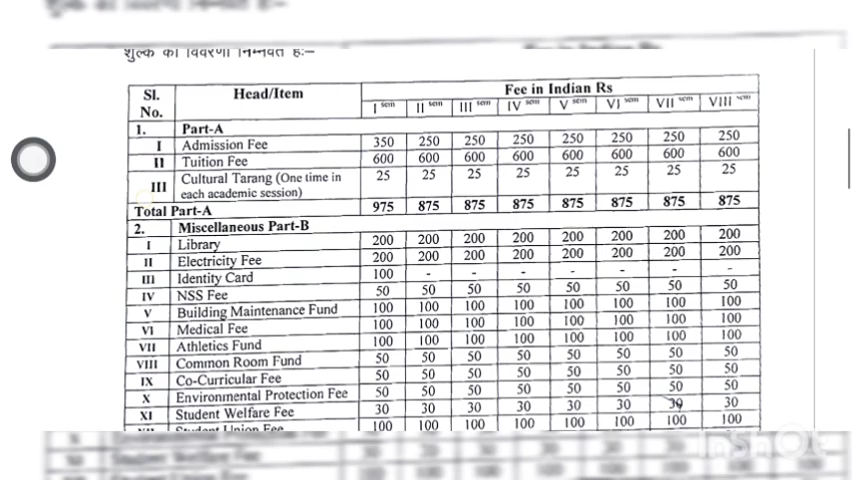 शुल्क का विवरण निम्नवत हैः—
Sl. No. Head/Item Fee in Indian Rs
I sem II sem III sem IV sem V sem VI sem VII sem VIII sem
1. Part-A
I Admission Fee 350 250 250 250 250 250 250 250
II Tuition Fee 600 600 600 600 600 600 600 600
III Cultural Tarang (One time in each academic session) 25 25 25 25 25 25 25 25
Total Part-A 975 875 875 875 875 875 875 875
2. Miscellaneous Part-B
I Library 200 200 200 200 200 200 200 200
II Electricity Fee 200 200 200 200 200 200 200 200
III Identity Card 100 - - - - - - -
IV NSS Fee 50 50 50 50 50 50 50 50
V Building Maintenance Fund 100 100 100 100 100 100 100 100
VI Medical Fee 100 100 100 100 100 100 100 100
VII Athletics Fund 100 100 100 100 100 100 100 100
VIII Common Room Fund 50 50 50 50 50 50 50 50
IX Co-Curricular Fee 50 50 50 50 50 50 50 50
X Environmental Protection Fee 50 50 50 50 50 50 50 50
XI Student Welfare Fee 30 30 30 30 30 30 30 30
Student Union Fee 100 100 100 100 100 100 100 100
InShOt